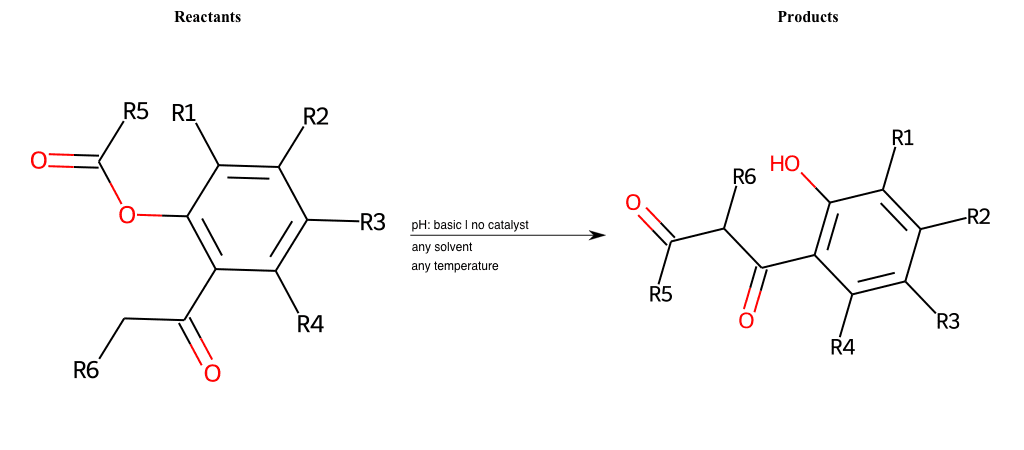 Reactants
Products
R5
R1
R2
O
O
R3
R4
R6
O
pH: basic | no catalyst
any solvent
any temperature
R1
HO
R6
O
R2
R5
O
R3
R4